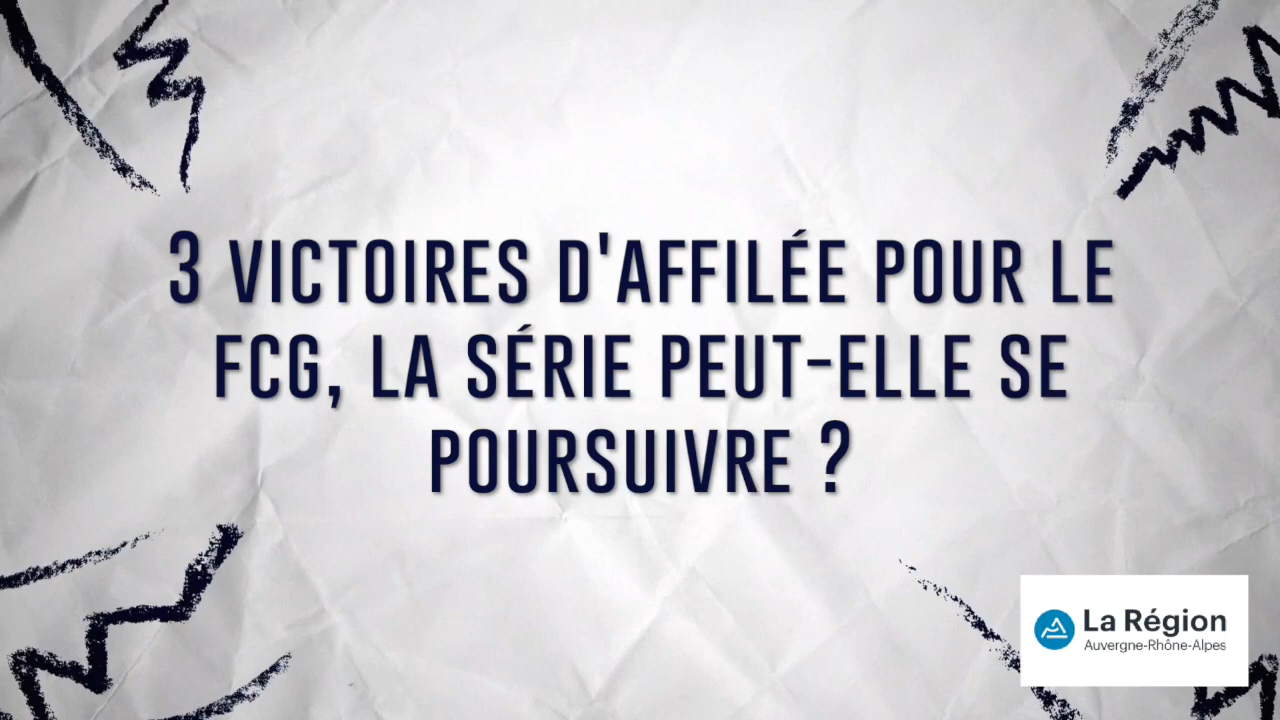 3 VICTOIRES D'AFFILÉE POUR LE
FCG, LA SÉRIE PEUT-ELLE SE
POURSUIVRE ?
La Région
Auvergne-Rhône-Alpes